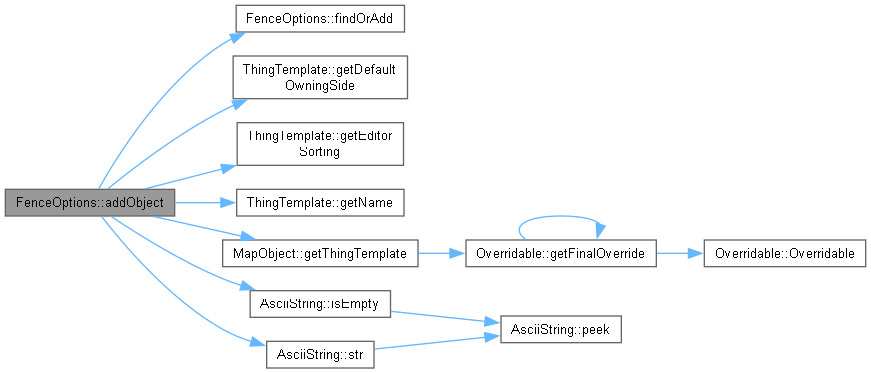 FenceOptions::findOrAdd
ThingTemplate::getDefault
OwningSide
ThingTemplate::getEditor
Sorting
FenceOptions::addObject
ThingTemplate::getName
MapObject::getThingTemplate
Overridable::getFinalOverride
Overridable::Overridable
AsciiString::isEmpty
AsciiString::peek
AsciiString::str